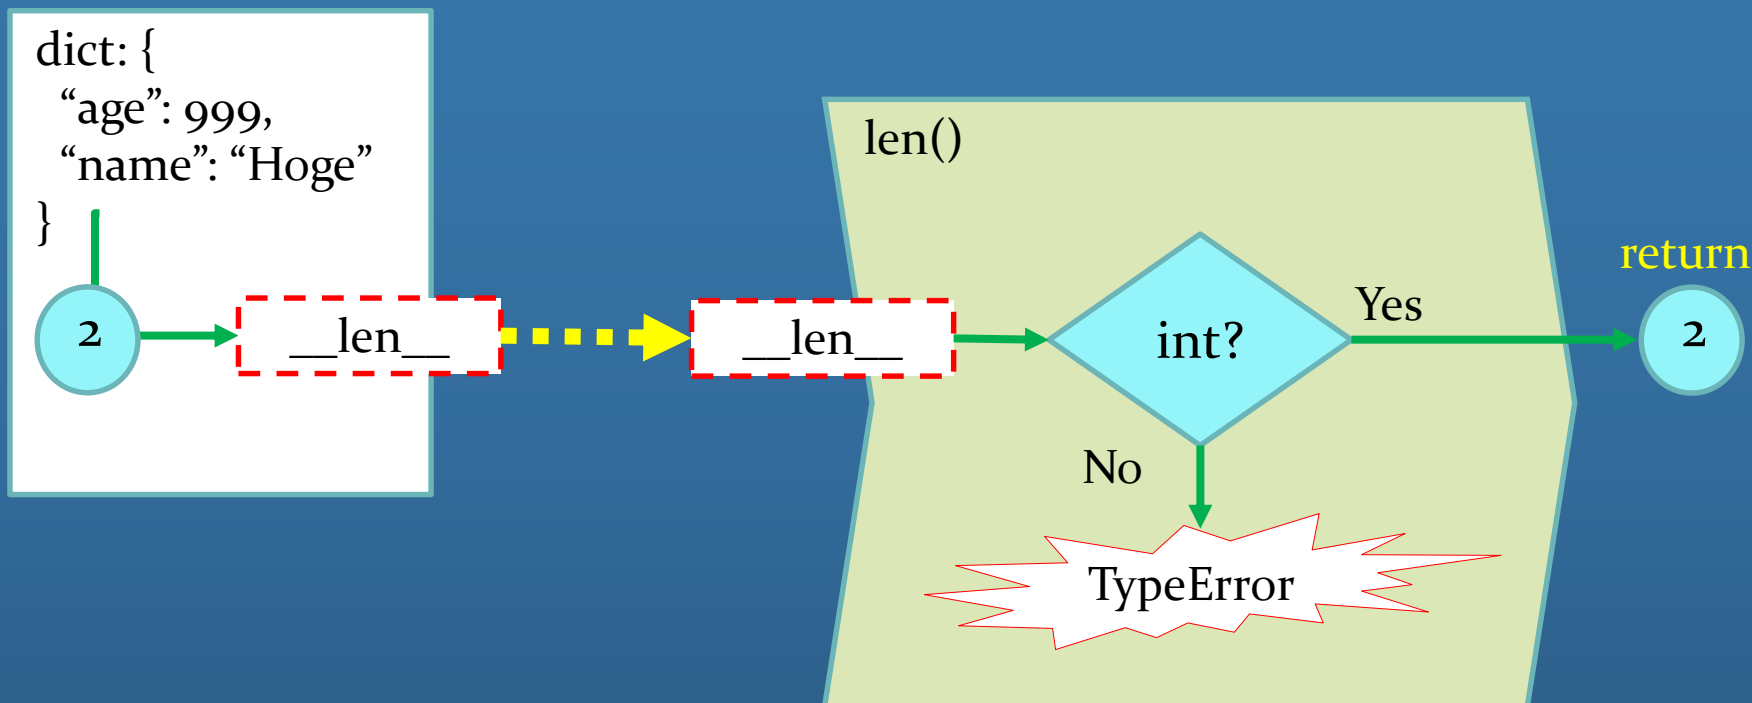 dict: {
“age”: 999,
“name”: “Hoge”
}
2
__len__
__len__
len()
int?
Yes
No
TypeError
return
2